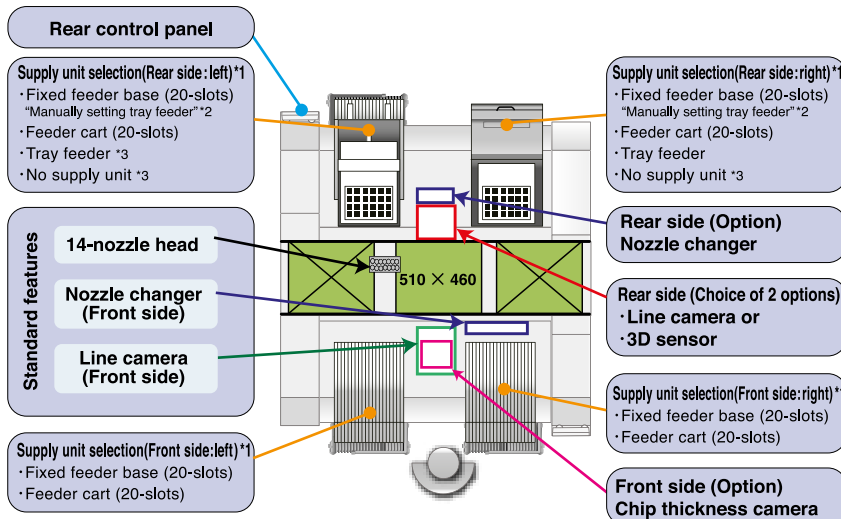 Rear control panel
Supply unit selection(Rear side:left)*1
・Fixed feeder base (20-slots)
"Manually setting tray feeder"*2
・Feeder cart (20-slots)
・Tray feeder *3
・No supply unit *3
Supply unit selection(Rear side:right)*1
・Fixed feeder base (20-slots)
"Manually setting tray feeder"*2
・Feeder cart (20-slots)
・Tray feeder
・No supply unit *3
Standard features
14-nozzle head
Nozzle changer
(Front side)
Line camera
(Front side)
510 × 460
Rear side (Option)
Nozzle changer
Rear side (Choice of 2 options)
・Line camera or
・3D sensor
Supply unit selection(Front side:left)*1
・Fixed feeder base (20-slots)
・Feeder cart (20-slots)
Supply unit selection(Front side:right)*
・Fixed feeder base (20-slots)
・Feeder cart (20-slots)
Front side (Option)
Chip thickness camera